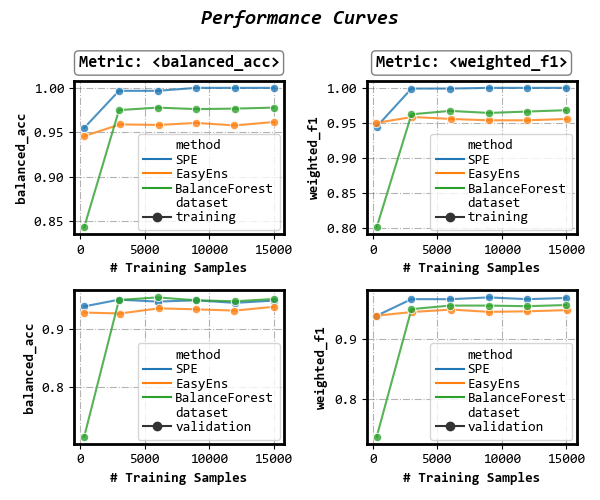 Performance Curves
Metric: <balanced_acc>
Metric: <weighted_f1>
1.00
0.95
0.90
0.85
balanced_acc
method
SPE
EasyEns
BalanceForest
dataset
training
0
5000
10000
15000
# Training Samples
1.00
0.95
0.90
0.85
0.80
weighted_f1
method
SPE
EasyEns
BalanceForest
dataset
training
0
5000
10000
15000
# Training Samples
0.9
0.8
balanced_acc
method
SPE
EasyEns
BalanceForest
dataset
validation
0
5000
10000
15000
# Training Samples
0.9
0.8
weighted_f1
method
SPE
EasyEns
BalanceForest
dataset
validation
0
5000
10000
15000
# Training Samples